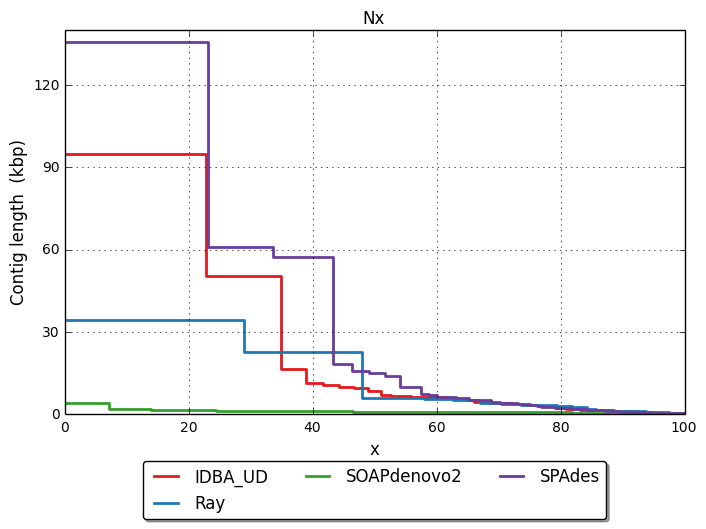 Nx
120
90
60
30
0
0 20 40 60 80 100
Contig length (kbp)
x
IDBA_UD SOAPdenovo2 SPAdes
Ray